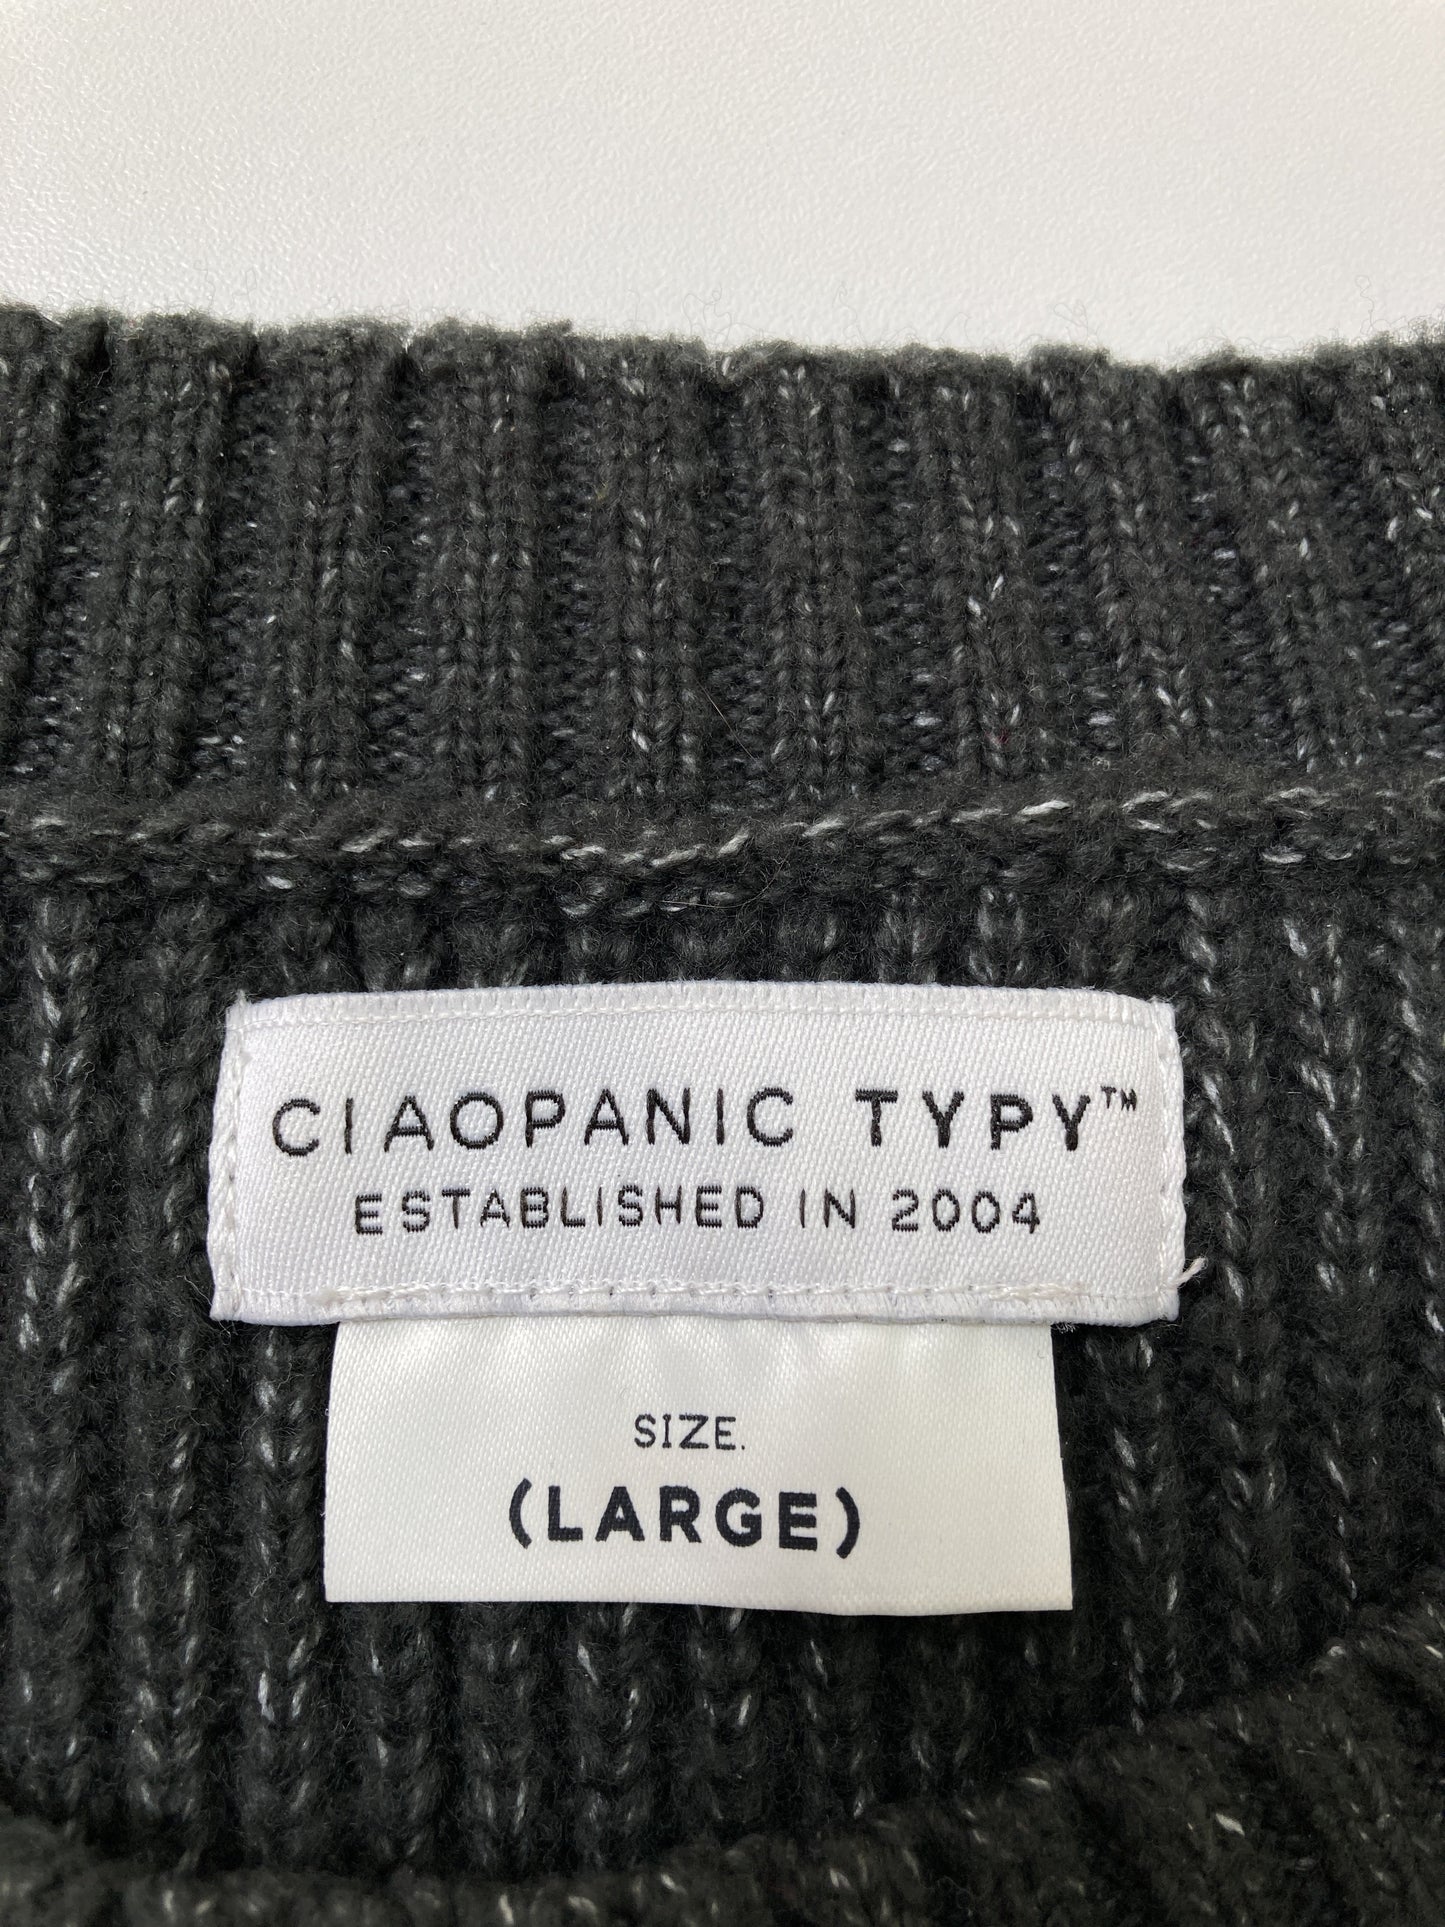 CIAOPANIC TYPY™
ESTABLISHED IN 2004
SIZE.
(LARGE)